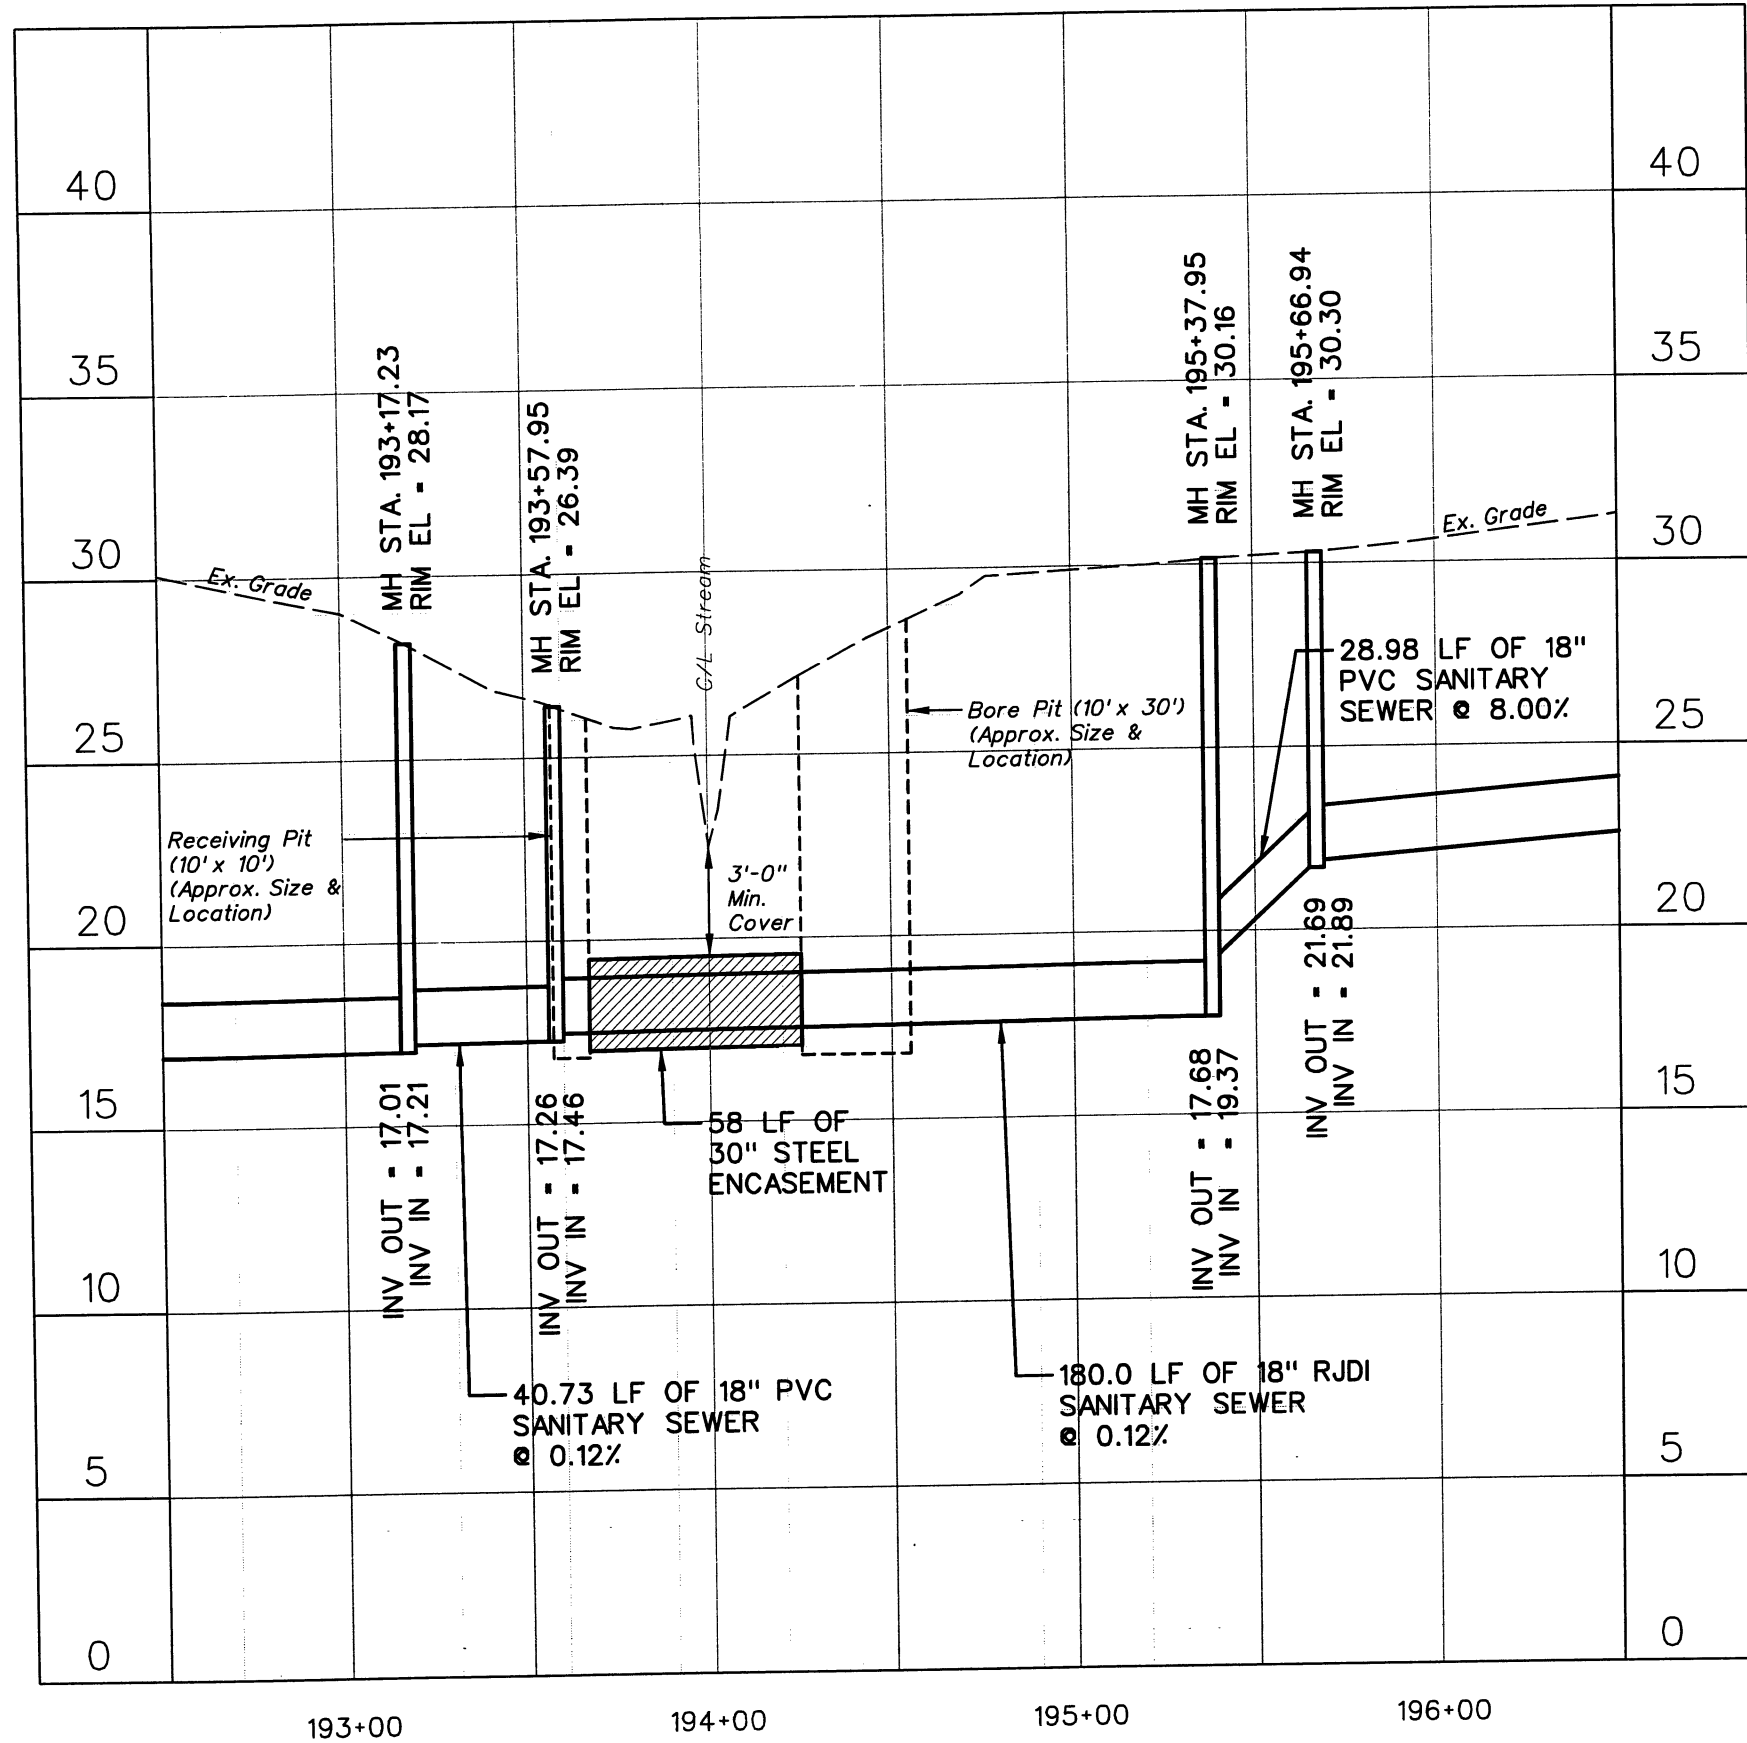 40
40
MH STA. 193+17.23
RIM EL = 28.17
MH STA. 193+57.95
RIM EL = 26.39
MH STA. 195+37.95
RIM EL = 30.16
MH STA. 195+66.94
RIM EL = 30.30
35
35
30
30
Ex. Grade
Ex. Grade
C/L Stream
28.98 LF OF 18"
PVC SANITARY
SEWER @ 8.00%
25
25
Bore Pit (10' x 30')
(Approx. Size &
Location)
Receiving Pit
(10' x 10')
(Approx. Size &
Location)
3'-0"
Min.
Cover
20
20
INV OUT = 21.69
INV IN = 21.89
15
15
INV OUT = 17.01
INV IN = 17.21
INV OUT = 17.26
INV IN = 17.46
58 LF OF
30" STEEL
ENCASEMENT
INV OUT = 17.68
INV IN = 19.37
10
10
40.73 LF OF 18" PVC
SANITARY SEWER
@ 0.12%
180.0 LF OF 18" RJDI
SANITARY SEWER
@ 0.12%
5
5
0
0
193+00
194+00
195+00
196+00